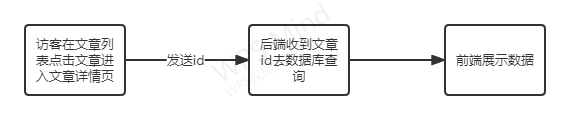 访客在文章列
表点击文章进
入文章详情页
发送id
后端收到文章
id去数据库查
询
前端展示数据